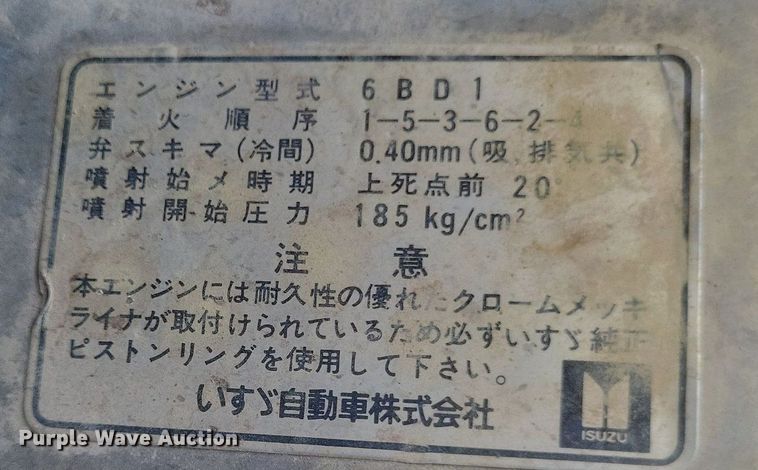 エンジン型式 6BD1
着火順序 1-5-3-6-2-4
弁スキマ(冷間) 0.40mm(吸,排気共)
噴射始メ時期 上死点前 20°
噴射開始圧力 185 kg/cm²
注意
本エンジンには耐久性の優れたクロームメッキ
ライナが取付けられているため必ずいすゞ純正
ピストンリングを使用して下さい。
いすゞ自動車株式会社
ISUZU
Purple Wave Auction